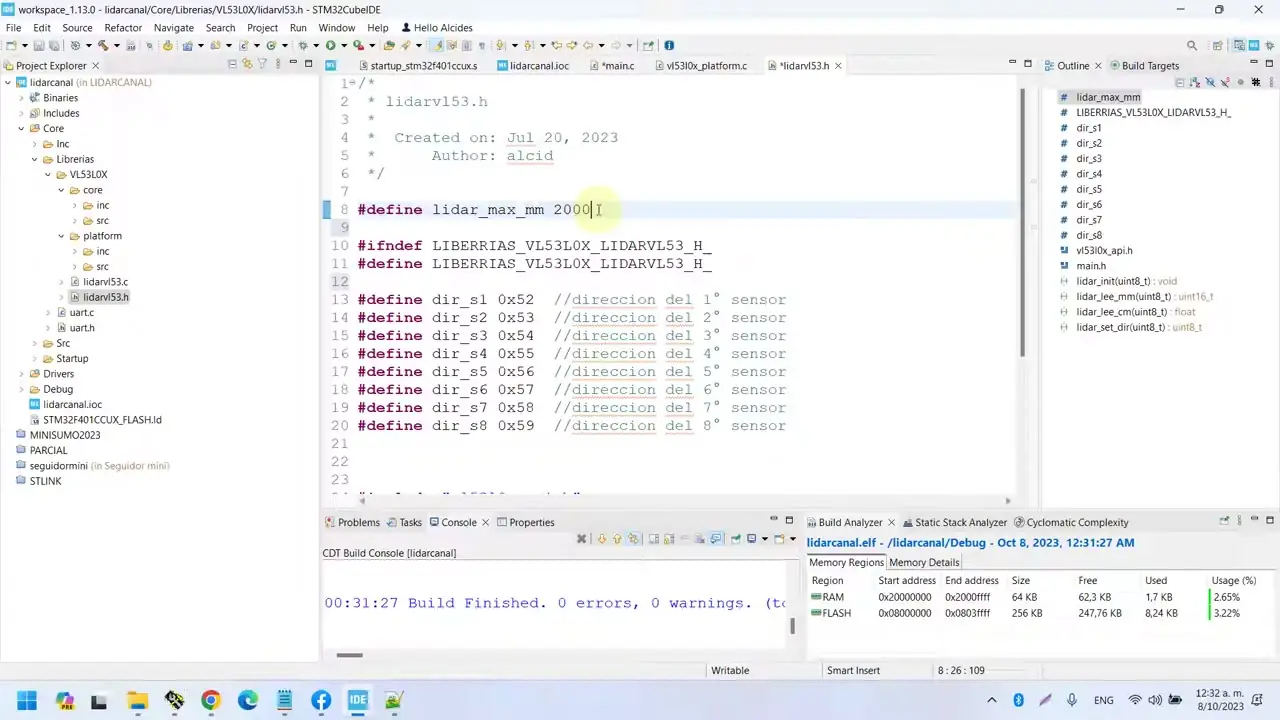 workspace_1.13.0 - lidarcanal/Core/Librerias/VL53L0X/lidarvl53.h - STM32CubeIDE
File Edit Source Refactor Navigate Search Project Run Window Help Hello Alcides
Project Explorer
startup_stm32f401ccux.s
lidarcanal.ioc
*main.c
vl53l0x_platform.c
*lidarvl53.h
Outline
Build Targets
lidarcanal (in LIDARCANAL)
Binaries
Includes
Core
Inc
Librerias
VL53L0X
core
inc
src
platform
inc
src
lidarvl53.c
lidarvl53.h
uart.c
uart.h
Src
Startup
Drivers
Debug
lidarcanal.ioc
STM32F401CCUX_FLASH.ld
MINISUMO2023
PARCIAL
seguidormini (in Seguidor mini)
STLINK
1 /*
2 * lidarvl53.h
3 *
4 * Created on: Jul 20, 2023
5 * Author: alcid
6 */
7
8 #define lidar_max_mm 2000
9
10 #ifndef LIBERRIAS_VL53L0X_LIDARVL53_H_
11 #define LIBERRIAS_VL53L0X_LIDARVL53_H_
12
13 #define dir_s1 0x52 //direccion del 1° sensor
14 #define dir_s2 0x53 //direccion del 2° sensor
15 #define dir_s3 0x54 //direccion del 3° sensor
16 #define dir_s4 0x55 //direccion del 4° sensor
17 #define dir_s5 0x56 //direccion del 5° sensor
18 #define dir_s6 0x57 //direccion del 6° sensor
19 #define dir_s7 0x58 //direccion del 7° sensor
20 #define dir_s8 0x59 //direccion del 8° sensor
21
22
23
lidar_max_mm
LIBERRIAS_VL53L0X_LIDARVL53_H_
dir_s1
dir_s2
dir_s3
dir_s4
dir_s5
dir_s6
dir_s7
dir_s8
vl53l0x_api.h
main.h
lidar_init(uint8_t) : void
lidar_lee_mm(uint8_t) : uint16_t
lidar_lee_cm(uint8_t) : float
lidar_set_dir(uint8_t) : uint8_t
Problems Tasks Console Properties
CDT Build Console [lidarcanal]
00:31:27 Build Finished. 0 errors, 0 warnings. (to
Build Analyzer Static Stack Analyzer Cyclomatic Complexity
lidarcanal.elf - /lidarcanal/Debug - Oct 8, 2023, 12:31:27 AM
Memory Regions Memory Details
Region Start address End address Size Free Used Usage (%)
RAM 0x20000000 0x2000ffff 64 KB 62,3 KB 1,7 KB 2.65%
FLASH 0x08000000 0x0803ffff 256 KB 247,76 KB 8,24 KB 3.22%
Writable
Smart Insert
8 : 26 : 109
IDE
ENG
12:32 a. m.
8/10/2023